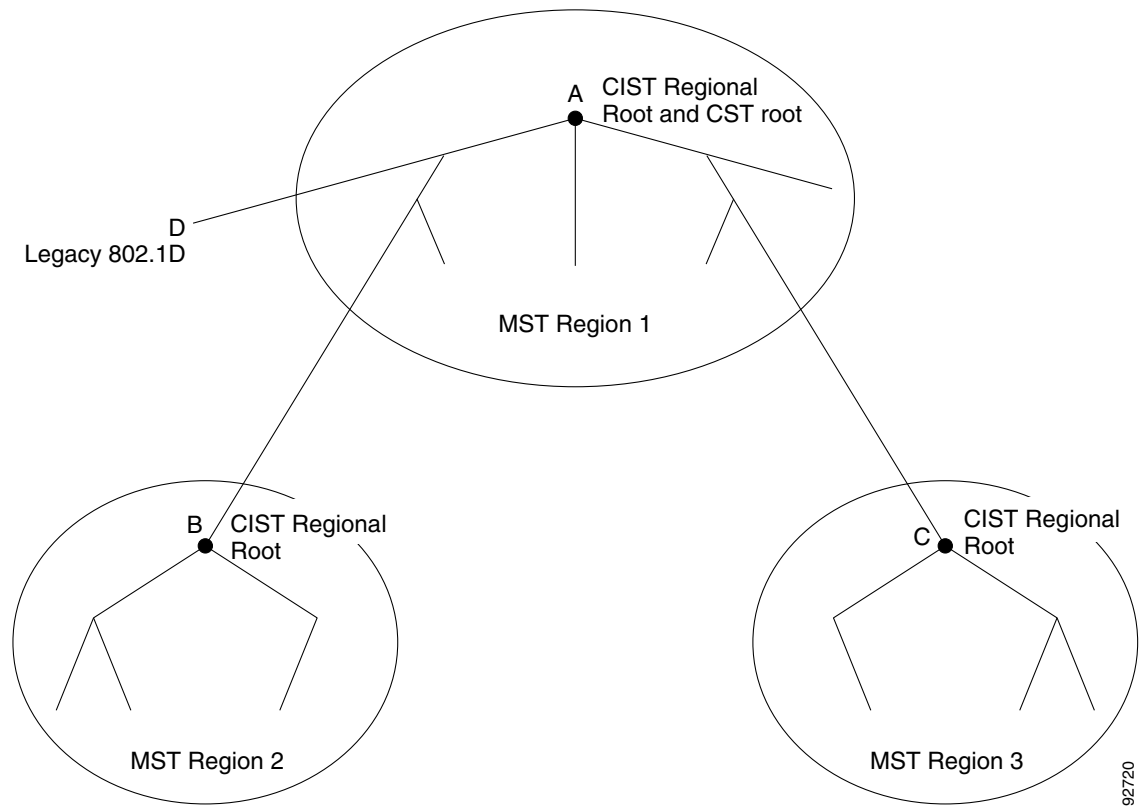 A
CIST Regional
Root and CST root
D
Legacy 802.1D
MST Region 1
B
CIST Regional
Root
C
CIST Regional
Root
MST Region 2
MST Region 3
92720